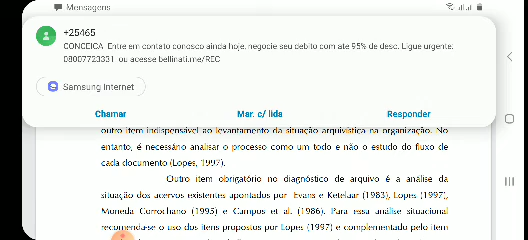 Mensagens
+25465
CONCEICA Entre em contato conosco ainda hoje, negocie seu debito com ate 95% de desc. Ligue urgente:
08007723331 ou acesse bellinati.me/REC
Samsung Internet
Chamar Mar. c/ lida Responder
outro item indispensável ao levantamento da situação arquivística na organização. No
entanto, é necessário analisar o processo como um todo e não o estudo do fluxo de
cada documento (Lopes, 1997).
Outro item obrigatório no diagnóstico de arquivo é a análise da
situação dos acervos existentes apontados por Evans e Ketelaar (1983), Lopes (1997),
Moneda Corrochano (1995) e Campos et al. (1986). Para essa análise situacional
recomenda-se o uso dos itens propostos por Lopes (1997) e complementado pelo item